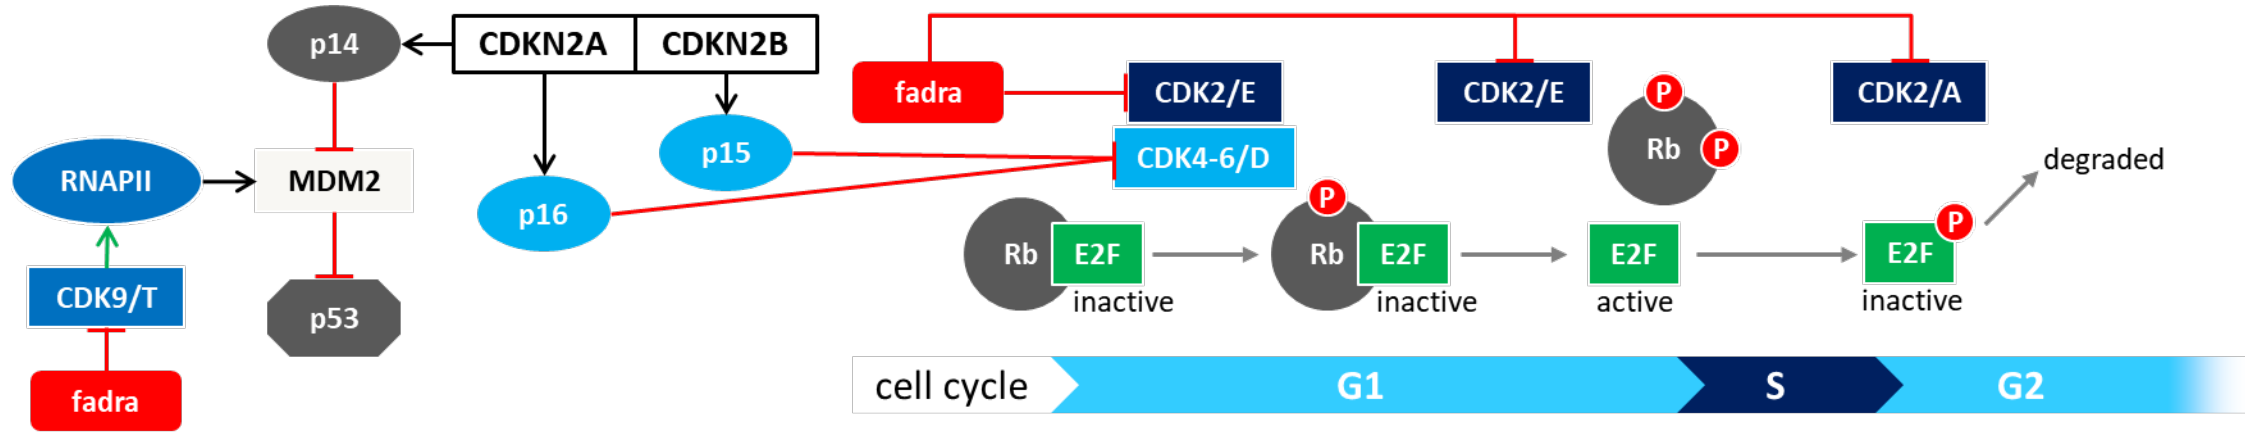 p14
CDKN2A
CDKN2B
RNAPII
MDM2
p15
p16
CDK9/T
p53
fadra
fadra
CDK2/E
CDK4-6/D
CDK2/E
CDK2/A
P
Rb
P
degraded
Rb
E2F
inactive
P
Rb
E2F
inactive
E2F
active
E2F
P
inactive
cell cycle
G1
S
G2